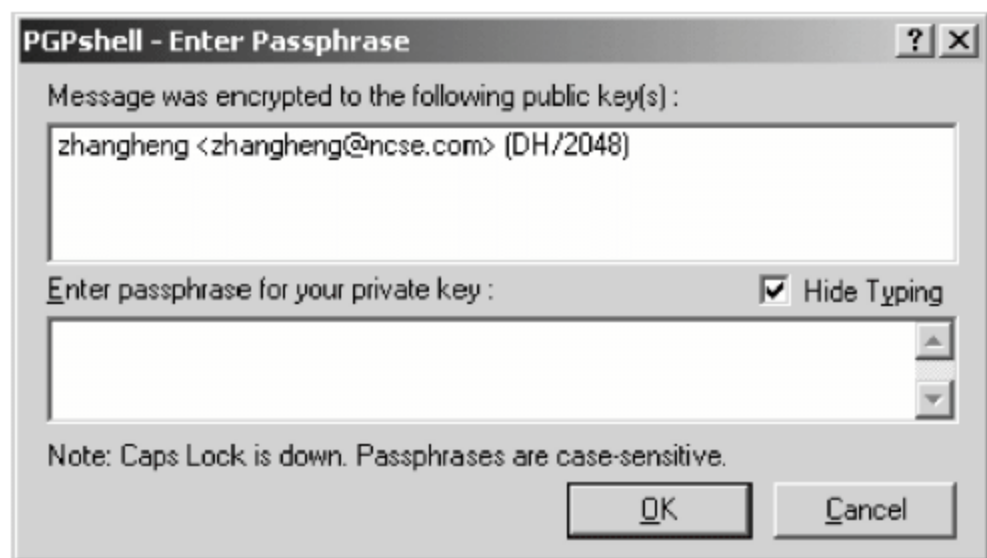 PGPshell - Enter Passphrase
Message was encrypted to the following public key(s) :
zhangheng <zhangheng@ncse.com> (DH/2048)
Enter passphrase for your private key : Hide Typing
Note: Caps Lock is down. Passphrases are case-sensitive.
OK Cancel